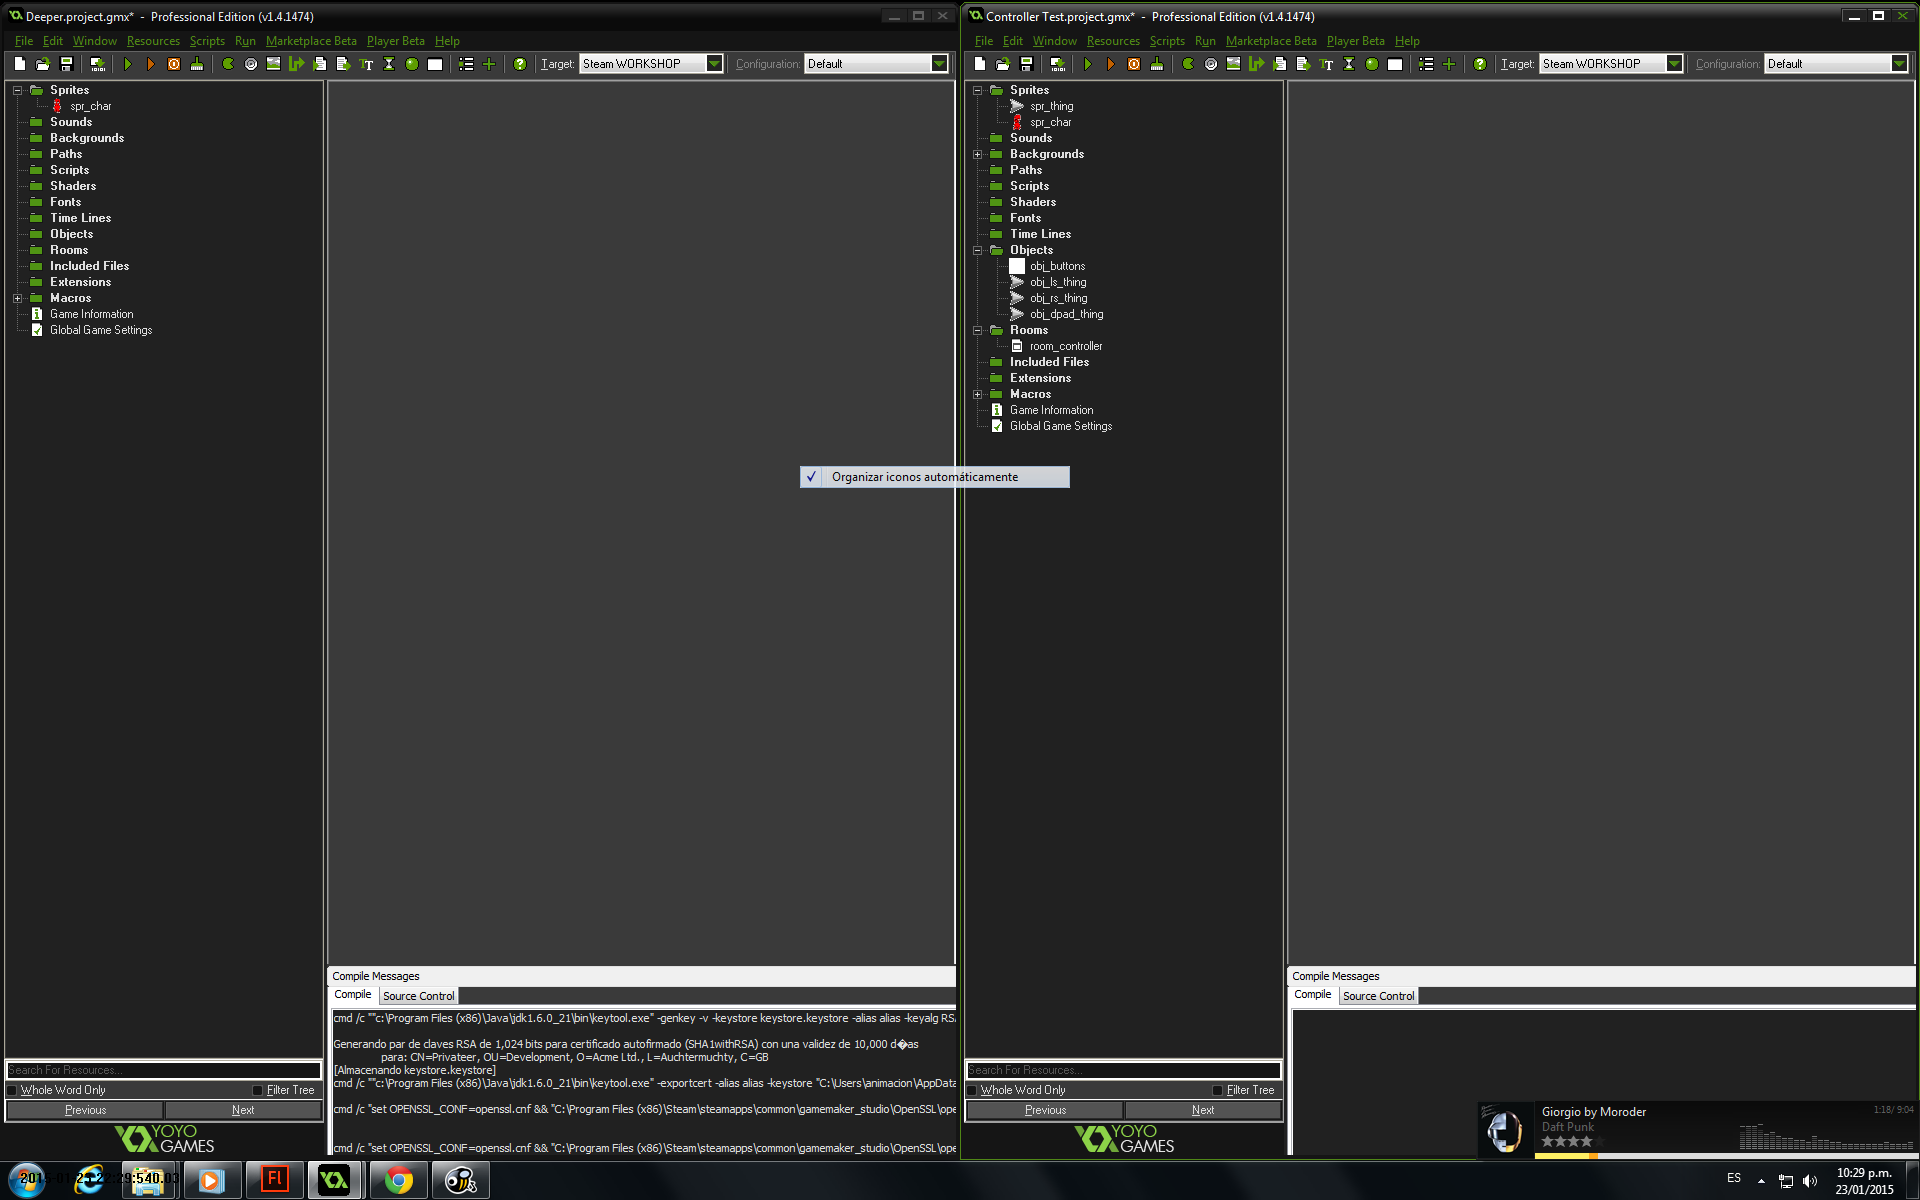 Deeper.project.gmx* - Professional Edition (v1.4.1474)
File Edit Window Resources Scripts Run Marketplace Beta Player Beta Help
Target: Steam WORKSHOP Configuration: Default
Sprites
spr_char
Sounds
Backgrounds
Paths
Scripts
Shaders
Fonts
Time Lines
Objects
Rooms
Included Files
Extensions
Macros
Game Information
Global Game Settings
Search For Resources...
Whole Word Only Filter Tree
Previous Next
YOYO
GAMES
Compile Messages
Compile Source Control
cmd /c ""c:\Program Files (x86)\Java\jdk1.6.0_21\bin\keytool.exe" -genkey -v -keystore keystore.keystore -alias alias -keyalg RS
Generando par de claves RSA de 1,024 bits para certificado autofirmado (SHA1withRSA) con una validez de 10,000 d�as
para: CN=Privateer, OU=Development, O=Acme Ltd., L=Auchtermuchty, C=GB
[Almacenando keystore.keystore]
cmd /c ""c:\Program Files (x86)\Java\jdk1.6.0_21\bin\keytool.exe" -exportcert -alias alias -keystore "C:\Users\animacion\AppData
cmd /c "set OPENSSL_CONF=openssl.cnf && "C:\Program Files (x86)\Steam\steamapps\common\gamemaker_studio\OpenSSL\ope
cmd /c "set OPENSSL_CONF=openssl.cnf && "C:\Program Files (x86)\Steam\steamapps\common\gamemaker_studio\OpenSSL\ope
Organizar iconos automáticamente
Controller Test.project.gmx* - Professional Edition (v1.4.1474)
File Edit Window Resources Scripts Run Marketplace Beta Player Beta Help
Target: Steam WORKSHOP Configuration: Default
Sprites
spr_thing
spr_char
Sounds
Backgrounds
Paths
Scripts
Shaders
Fonts
Time Lines
Objects
obj_buttons
obj_ls_thing
obj_rs_thing
obj_dpad_thing
Rooms
room_controller
Included Files
Extensions
Macros
Game Information
Global Game Settings
Search For Resources...
Whole Word Only Filter Tree
Previous Next
YOYO
GAMES
Compile Messages
Compile Source Control
Giorgio by Moroder 1:18/ 9:04
Daft Punk
Fl
ES
10:29 p.m.
23/01/2015